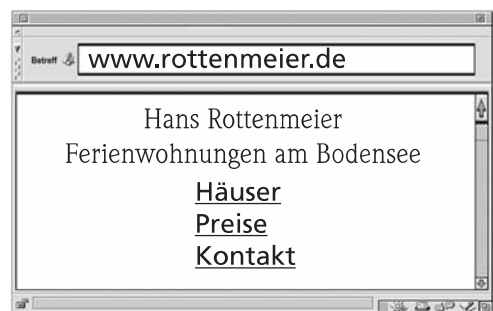 Betreff www.rottenmeier.de
Hans Rottenmeier
Ferienwohnungen am Bodensee
Häuser
Preise
Kontakt